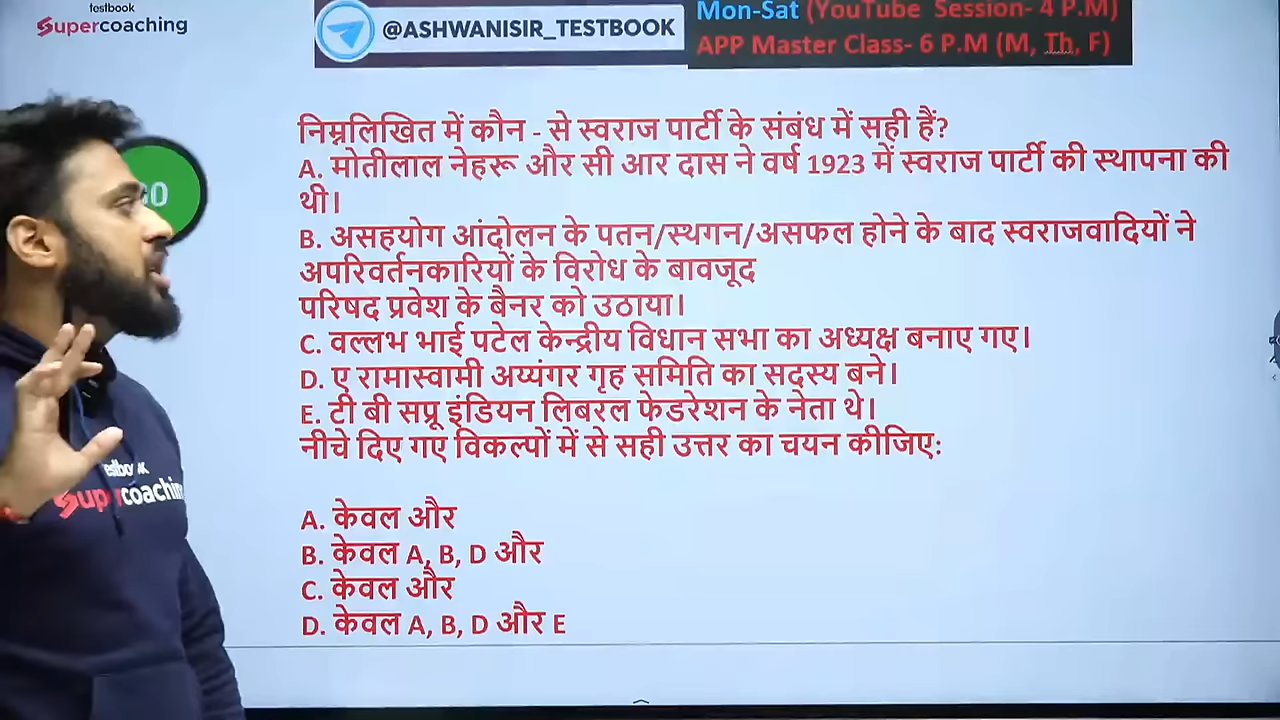 testbook
Supercoaching
@ASHWANISIR_TESTBOOK
Mon-Sat (YouTube Session- 4 P.M)
APP Master Class- 6 P.M (M, Th, F)
निम्नलिखित में कौन - से स्वराज पार्टी के संबंध में सही हैं?
A. मोतीलाल नेहरू और सी आर दास ने वर्ष 1923 में स्वराज पार्टी की स्थापना की
थी।
B. असहयोग आंदोलन के पतन/स्थगन/असफल होने के बाद स्वराजवादियों ने
अपरिवर्तनकारियों के विरोध के बावजूद
परिषद प्रवेश के बैनर को उठाया।
C. वल्लभ भाई पटेल केन्द्रीय विधान सभा का अध्यक्ष बनाए गए।
D. ए रामास्वामी अय्यंगर गृह समिति का सदस्य बने।
E. टी बी सप्रू इंडियन लिबरल फेडरेशन के नेता थे।
नीचे दिए गए विकल्पों में से सही उत्तर का चयन कीजिए:
A. केवल और
B. केवल A, B, D और
C. केवल और
D. केवल A, B, D और E
Supercoaching